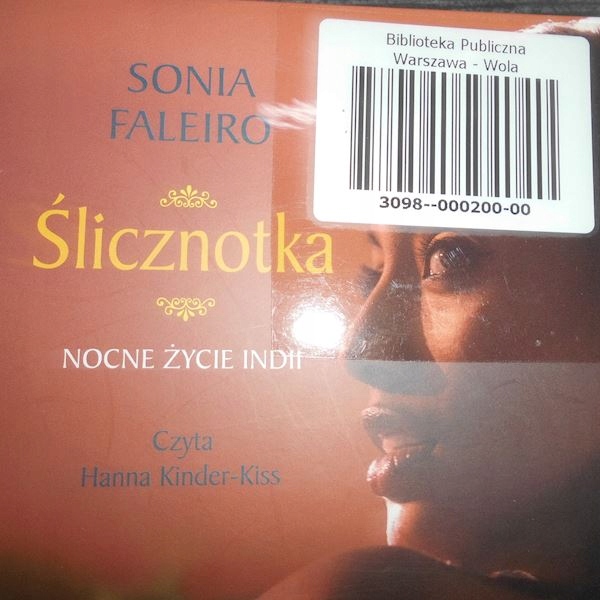 SONIA
FALEIRO
Ślicznotka
NOCNE ŻYCIE INDII
Czyta
Hanna Kinder-Kiss
Biblioteka Publiczna
Warszawa - Wola
3098--000200-00